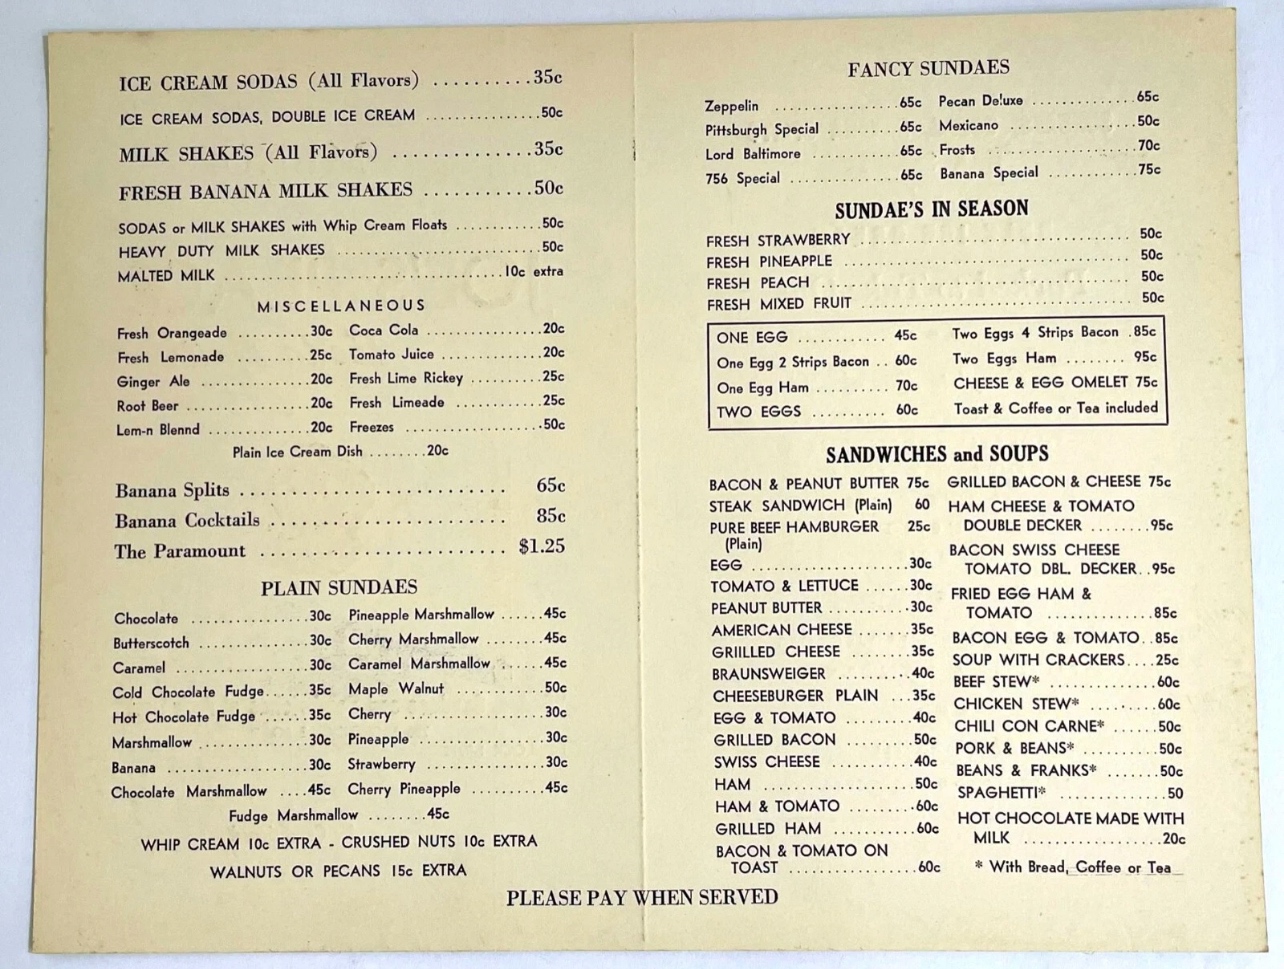 ICE CREAM SODAS (All Flavors) ..........35c
ICE CREAM SODAS, DOUBLE ICE CREAM ..............50c
MILK SHAKES (All Flavors) ..............35c
FRESH BANANA MILK SHAKES ..........50c
SODAS or MILK SHAKES with Whip Cream Floats ............50c
HEAVY DUTY MILK SHAKES ..........................50c
MALTED MILK ..................................10c extra
MISCELLANEOUS
Fresh Orangeade .........30c
Fresh Lemonade ..........25c
Ginger Ale ..............20c
Root Beer ................20c
Lem-n Blennd .............20c
Coca Cola ..............20c
Tomato Juice ............20c
Fresh Lime Rickey ..........25c
Fresh Limeade ............25c
Freezes ..................50c
Plain Ice Cream Dish ........20c
Banana Splits ......................... 65c
Banana Cocktails ...................... 85c
The Paramount ....................... $1.25
PLAIN SUNDAES
Chocolate ...............30c
Butterscotch .............30c
Caramel .................30c
Cold Chocolate Fudge......35c
Hot Chocolate Fudge .......35c
Marshmallow ..............30c
Banana ..................30c
Chocolate Marshmallow ....45c
Pineapple Marshmallow .......45c
Cherry Marshmallow .........45c
Caramel Marshmallow ......45c
Maple Walnut ............50c
Cherry ....................30c
Pineapple .................30c
Strawberry ................30c
Cherry Pineapple ...........45c
Fudge Marshmallow ........45c
WHIP CREAM 10c EXTRA - CRUSHED NUTS 10c EXTRA
WALNUTS OR PECANS 15c EXTRA
FANCY SUNDAES
Zeppelin ................65c
Pittsburgh Special ..........65c
Lord Baltimore ............65c
756 Special ..............65c
Pecan Deluxe .............65c
Mexicano ................50c
Frosts ...................70c
Banana Special ...........75c
SUNDAE'S IN SEASON
FRESH STRAWBERRY ................................. 50c
FRESH PINEAPPLE ................................... 50c
FRESH PEACH ...................................... 50c
FRESH MIXED FRUIT ................................ 50c
ONE EGG ............ 45c
One Egg 2 Strips Bacon .. 60c
One Egg Ham .......... 70c
TWO EGGS .......... 60c
Two Eggs 4 Strips Bacon .85c
Two Eggs Ham ........ 95c
CHEESE & EGG OMELET 75c
Toast & Coffee or Tea included
SANDWICHES and SOUPS
BACON & PEANUT BUTTER 75c
STEAK SANDWICH (Plain) 60
PURE BEEF HAMBURGER 25c
(Plain)
EGG .....................30c
TOMATO & LETTUCE .......30c
PEANUT BUTTER ...........30c
AMERICAN CHEESE .......35c
GRIILLED CHEESE ........35c
BRAUNSWEIGER ..........40c
CHEESEBURGER PLAIN ...35c
EGG & TOMATO .........40c
GRILLED BACON .........50c
SWISS CHEESE ...........40c
HAM ....................50c
HAM & TOMATO ........60c
GRILLED HAM ...........60c
BACON & TOMATO ON
TOAST .................60c
GRILLED BACON & CHEESE 75c
HAM CHEESE & TOMATO
DOUBLE DECKER ........95c
BACON SWISS CHEESE
TOMATO DBL. DECKER..95c
FRIED EGG HAM &
TOMATO ..............85c
BACON EGG & TOMATO..85c
SOUP WITH CRACKERS....25c
BEEF STEW* .............60c
CHICKEN STEW* .........60c
CHILI CON CARNE* ......50c
PORK & BEANS* .........50c
BEANS & FRANKS* .......50c
SPAGHETTI* .............50
HOT CHOCOLATE MADE WITH
MILK ..................20c
* With Bread, Coffee or Tea
PLEASE PAY WHEN SERVED